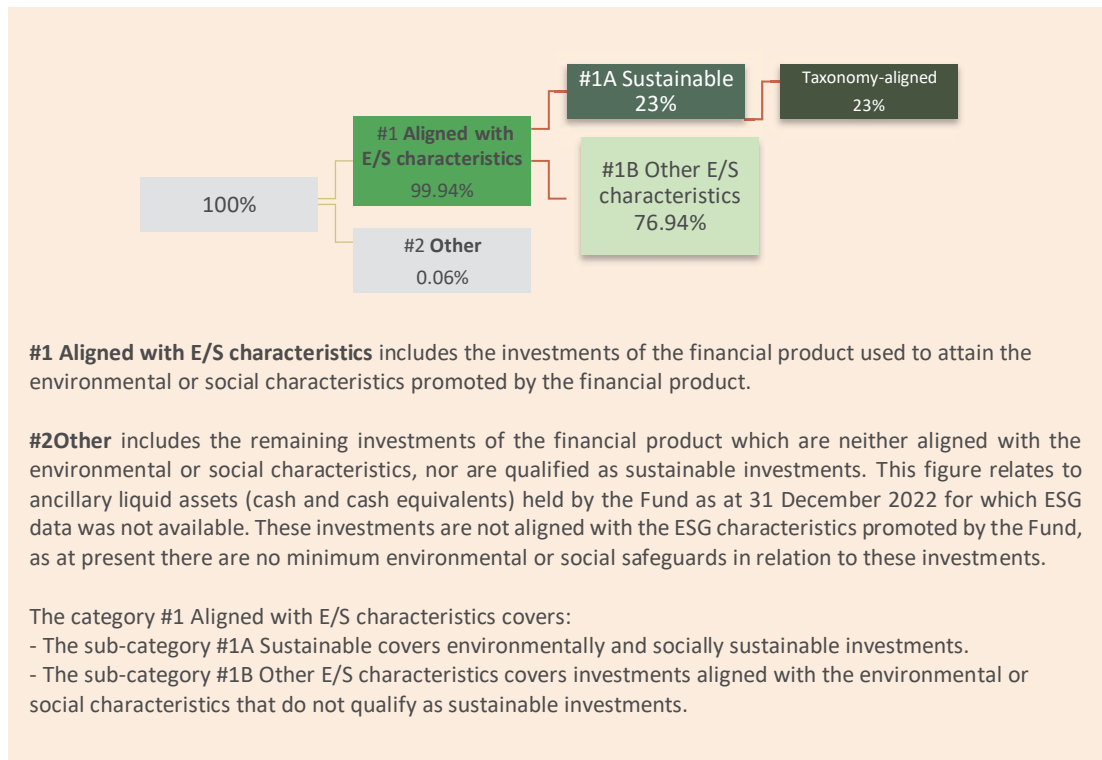 #1A Sustainable
23%
Taxonomy-aligned
23%
#1 Aligned with
E/S characteristics
99.94%
#1B Other E/S
characteristics
76.94%
100%
#2 Other
0.06%
#1 Aligned with E/S characteristics includes the investments of the financial product used to attain the
environmental or social characteristics promoted by the financial product.
#2Other includes the remaining investments of the financial product which are neither aligned with the
environmental or social characteristics, nor are qualified as sustainable investments. This figure relates to
ancillary liquid assets (cash and cash equivalents) held by the Fund as at 31 December 2022 for which ESG
data was not available. These investments are not aligned with the ESG characteristics promoted by the Fund,
as at present there are no minimum environmental or social safeguards in relation to these investments.
The category #1 Aligned with E/S characteristics covers:
- The sub-category #1A Sustainable covers environmentally and socially sustainable investments.
- The sub-category #1B Other E/S characteristics covers investments aligned with the environmental or
social characteristics that do not qualify as sustainable investments.